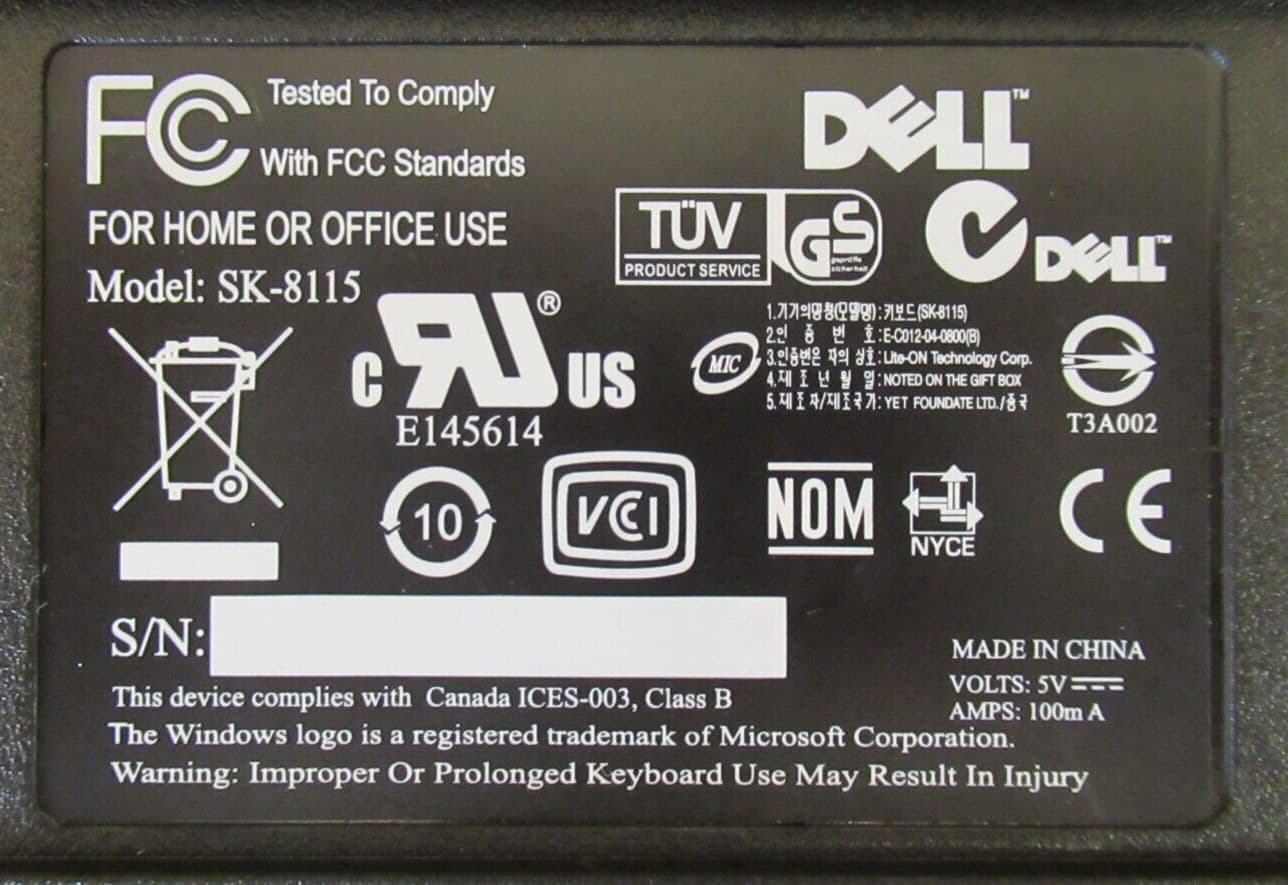 FC Tested To Comply
With FCC Standards
FOR HOME OR OFFICE USE
Model: SK-8115
DELL™
TÜV
PRODUCT SERVICE
GS
geprüfte
Sicherheit
DELL™
C UL US ®
E145614
MIC
1.기기의명칭(모델명):키보드(SK-8115)
2.인 증 번 호:E-C012-04-0800(B)
3.인증받은 자의 상호:Lite-ON Technology Corp.
4.제 조 년 월 일:NOTED ON THE GIFT BOX
5.제조자/제조국가:YET FOUNDATE LTD./중국
T3A002
10
VCCI
NOM
NYCE
CE
S/N:
MADE IN CHINA
VOLTS: 5V
AMPS: 100m A
This device complies with Canada ICES-003, Class B
The Windows logo is a registered trademark of Microsoft Corporation.
Warning: Improper Or Prolonged Keyboard Use May Result In Injury